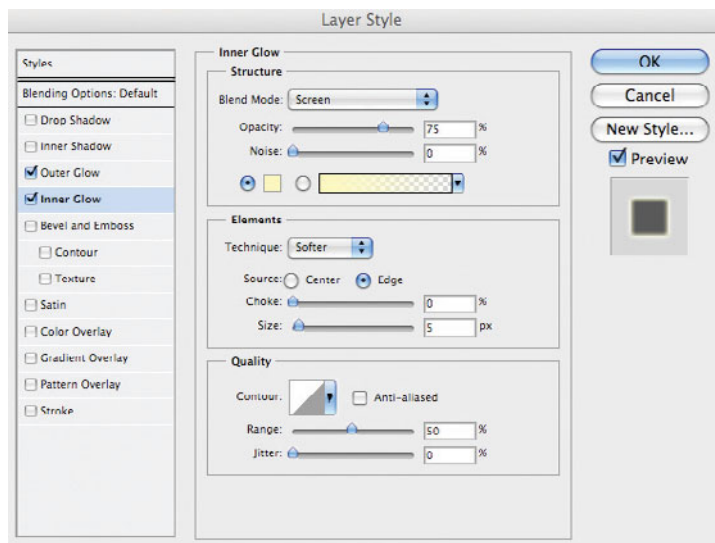 Layer Style
Styles
Blending Options: Default
Drop Shadow
Inner Shadow
Outer Glow
Inner Glow
Bevel and Emboss
Contour
Texture
Satin
Color Overlay
Gradient Overlay
Pattern Overlay
Stroke
Inner Glow
Structure
Blend Mode: Screen
Opacity: 75 %
Noise: 0 %
Elements
Technique: Softer
Source: Center Edge
Choke: 0 %
Size: 5 px
Quality
Contour: Anti-aliased
Range: 50 %
Jitter: 0 %
OK
Cancel
New Style...
Preview